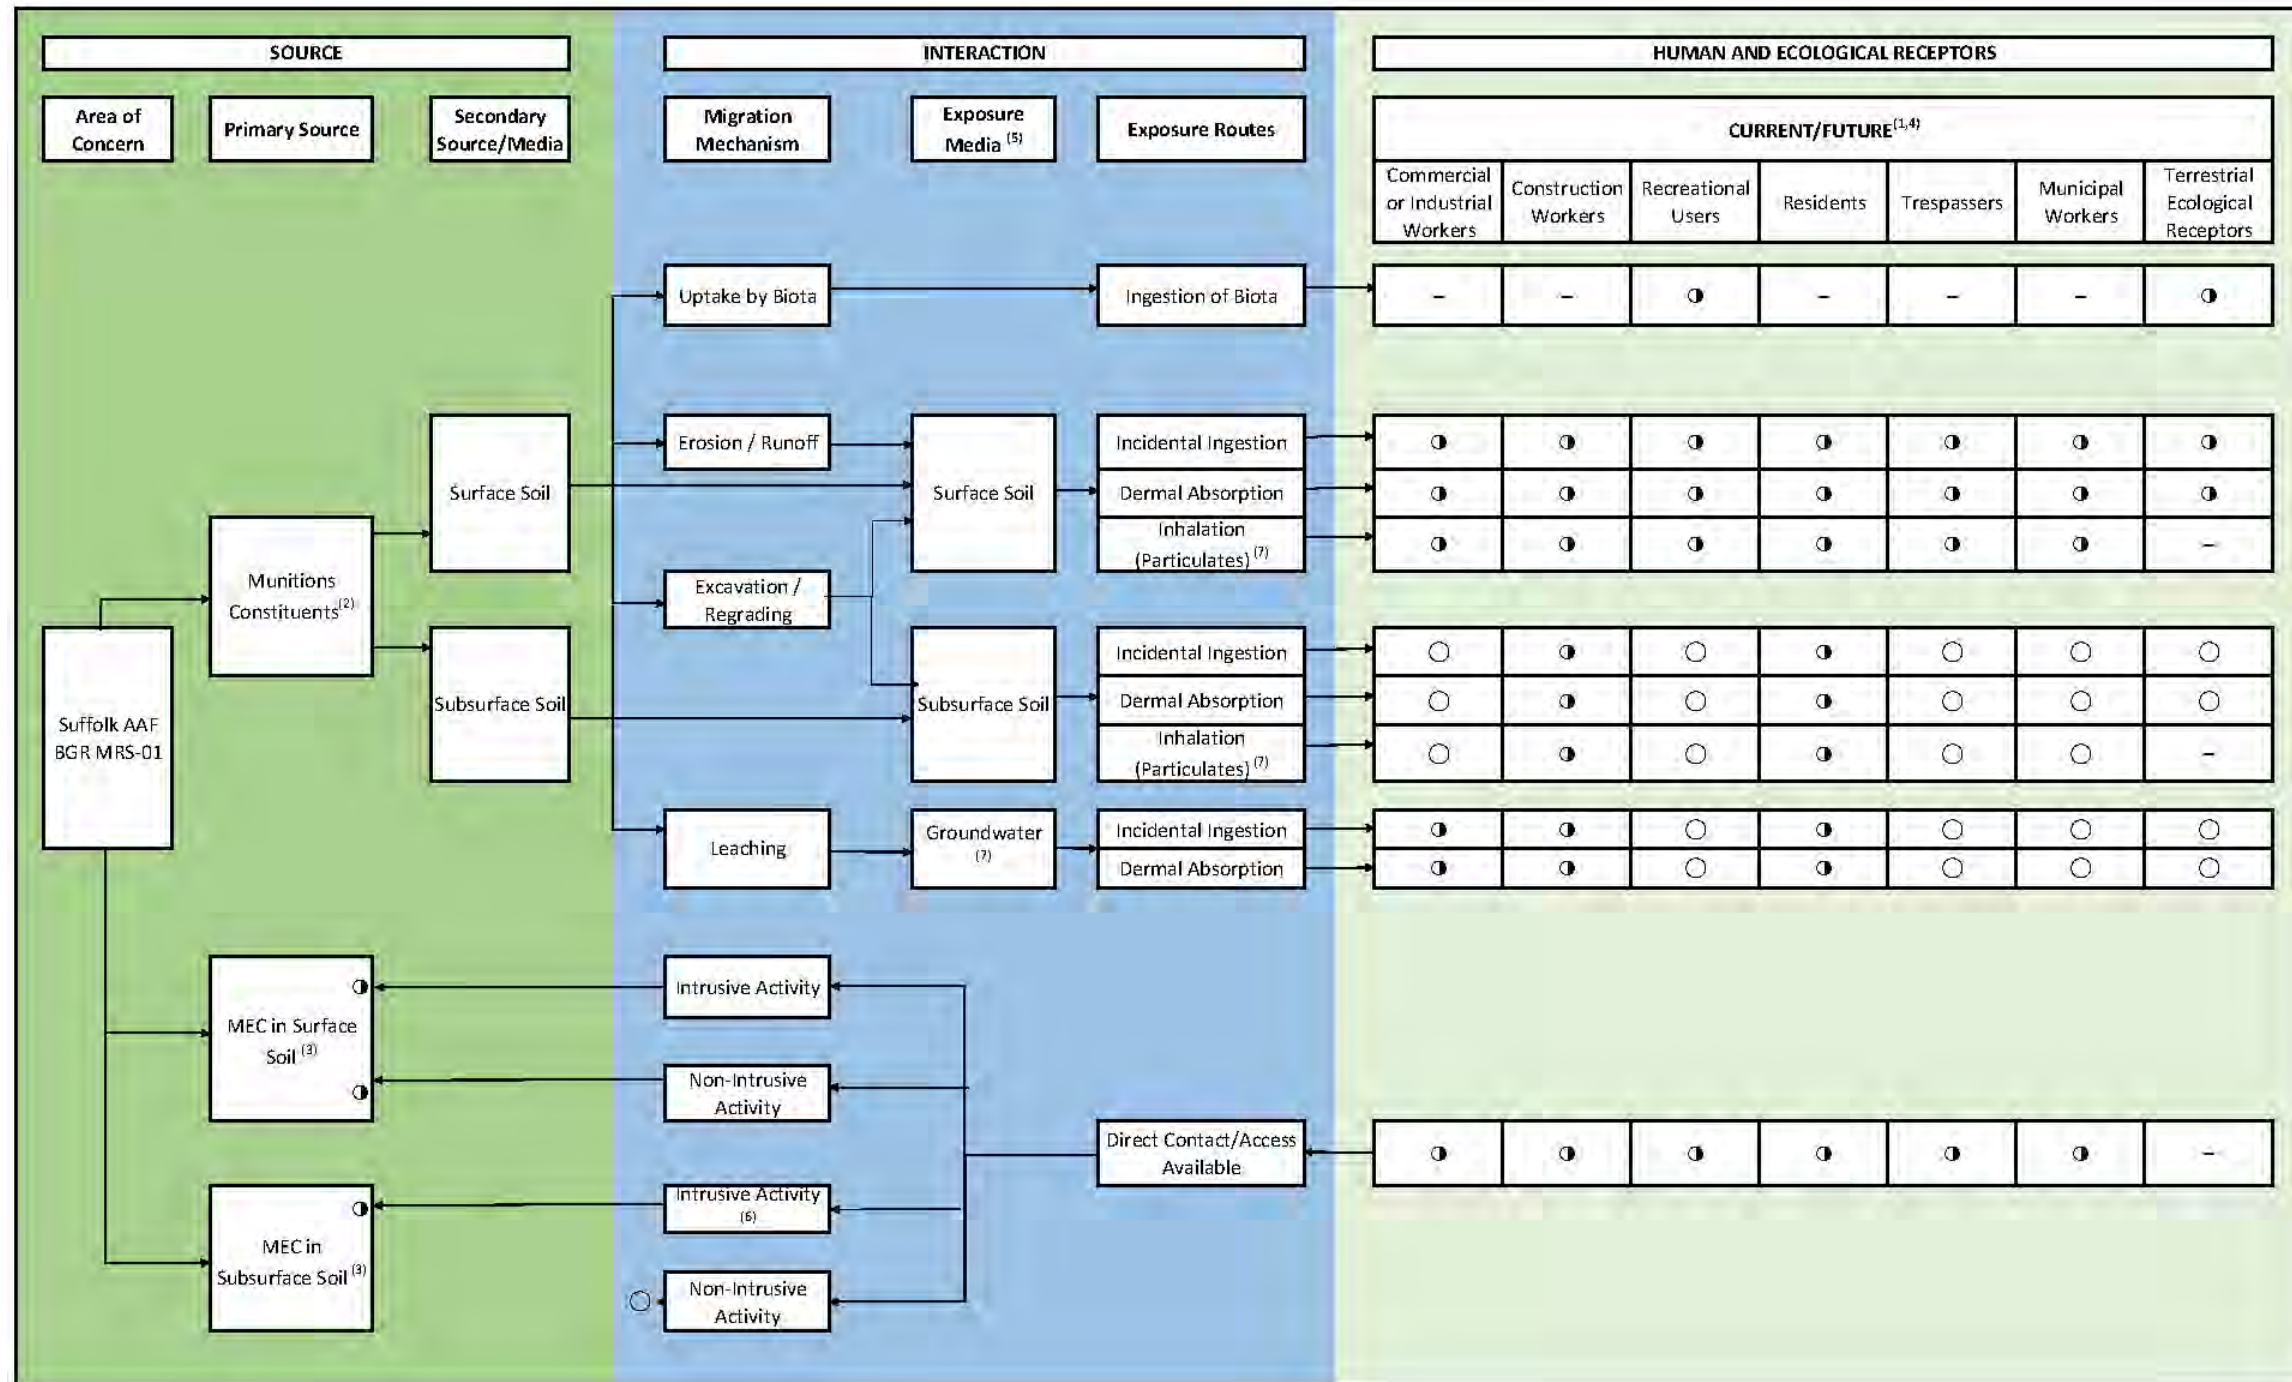 SOURCE
INTERACTION
HUMAN AND ECOLOGICAL RECEPTORS
Area of
Concern
Primary Source
Secondary
Source/Media
Migration
Mechanism
Exposure
Media (5)
Exposure Routes
CURRENT/FUTURE(1,4)
Commercial
or Industrial
Workers
Construction
Workers
Recreational
Users
Residents
Trespassers
Municipal
Workers
Terrestrial
Ecological
Receptors
Uptake by Biota
Ingestion of Biota
– – ◑ – – – ◑
Surface Soil
Erosion / Runoff
Surface Soil
Incidental Ingestion
◑ ◑ ◑ ◑ ◑ ◑ ◑
Dermal Absorption
◑ ◑ ◑ ◑ ◑ ◑ ◑
Inhalation
(Particulates) (7)
◑ ◑ ◑ ◑ ◑ ◑ –
Munitions
Constituents(2)
Excavation /
Regrading
Suffolk AAF
BGR MRS-01
Subsurface Soil
Subsurface Soil
Incidental Ingestion
○ ◑ ○ ◑ ○ ○ ○
Dermal Absorption
○ ◑ ○ ◑ ○ ○ ○
Inhalation
(Particulates) (7)
○ ◑ ○ ◑ ○ ○ –
Leaching
Groundwater
(7)
Incidental Ingestion
◑ ◑ ○ ◑ ○ ○ ○
Dermal Absorption
◑ ◑ ○ ◑ ○ ○ ○
MEC in Surface
Soil (3)
◑
◑
Intrusive Activity
Non-Intrusive
Activity
Direct Contact/Access
Available
◑ ◑ ◑ ◑ ◑ ◑ –
◑
MEC in
Subsurface Soil (3)
Intrusive Activity
(6)
○
Non-Intrusive
Activity